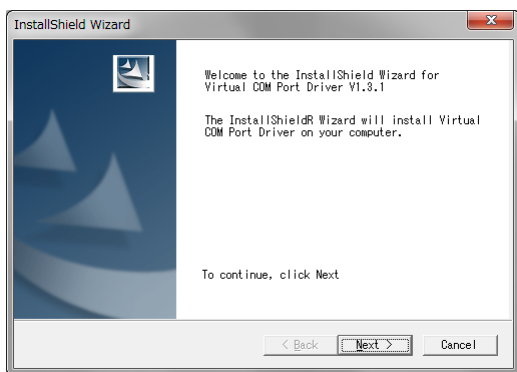 InstallShield Wizard
Welcome to the InstallShield Wizard for
Virtual COM Port Driver V1.3.1
The InstallShieldR Wizard will install Virtual
COM Port Driver on your computer.
To continue, click Next
< Back
Next >
Cancel